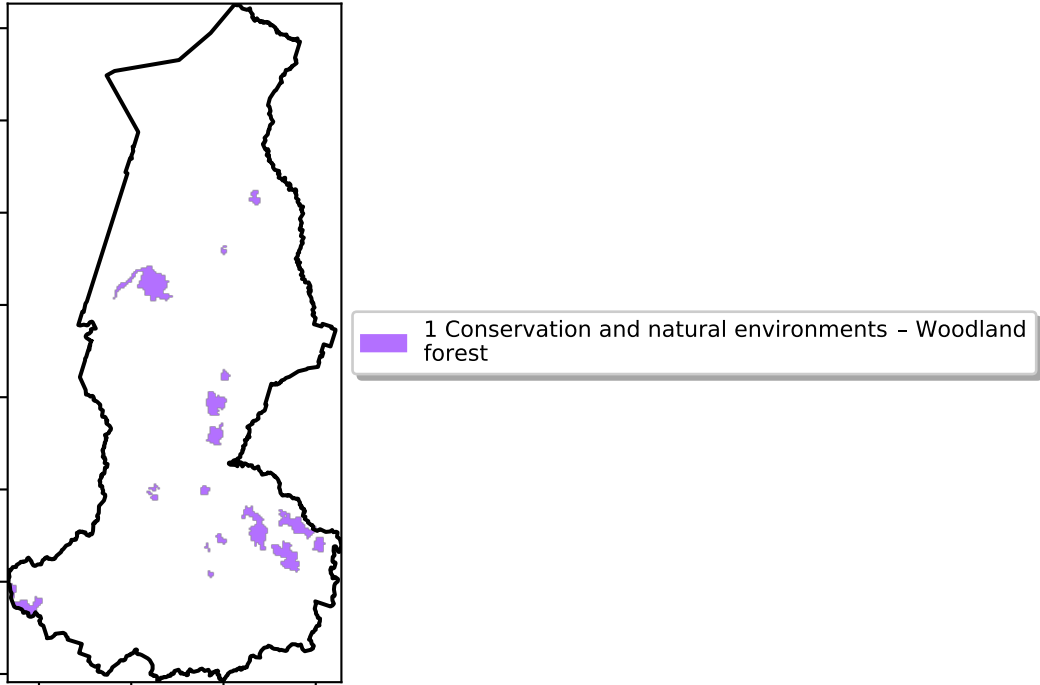 1 Conservation and natural environments – Woodland
forest